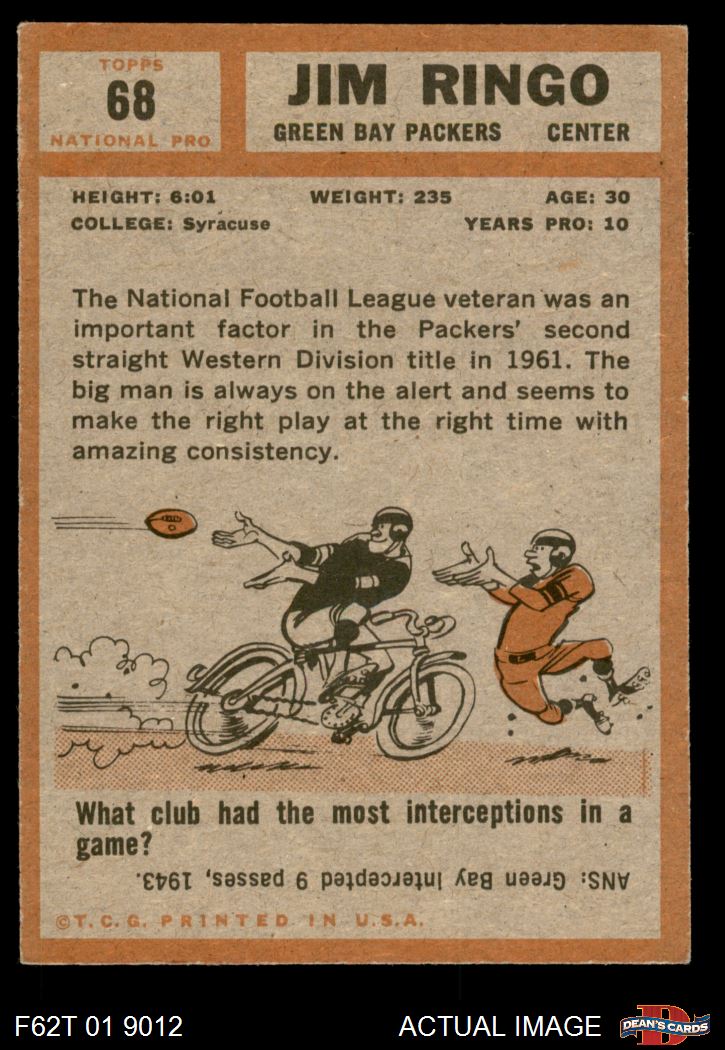 TOPPS
68
NATIONAL PRO
JIM RINGO
GREEN BAY PACKERS CENTER
HEIGHT: 6:01 WEIGHT: 235 AGE: 30
COLLEGE: Syracuse YEARS PRO: 10
The National Football League veteran was an
important factor in the Packers' second
straight Western Division title in 1961. The
big man is always on the alert and seems to
make the right play at the right time with
amazing consistency.
What club had the most interceptions in a
game?
ANS: Green Bay Intercepted 9 passes, 1943.
©T.C.G. PRINTED IN U.S.A.
F62T 01 9012 ACTUAL IMAGE
D
DEAN'S CARDS